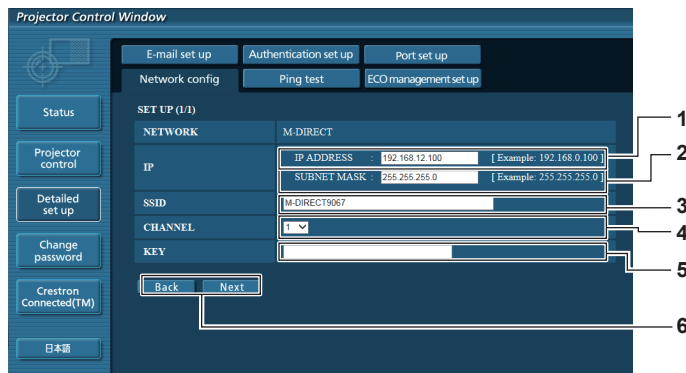 Projector Control Window
E-mail set up Authentication set up Port set up
Network config Ping test ECO management set up
Status
Projector control
Detailed set up
Change password
Crestron Connected(TM)
日本語
SET UP (1/1)
NETWORK M-DIRECT
IP
IP ADDRESS : 192.168.12.100 [ Example: 192.168.0.100 ]
SUBNET MASK : 255.255.255.0 [ Example: 255.255.255.0 ]
SSID M-DIRECT9067
CHANNEL 1
KEY
Back Next
1
2
3
4
5
6